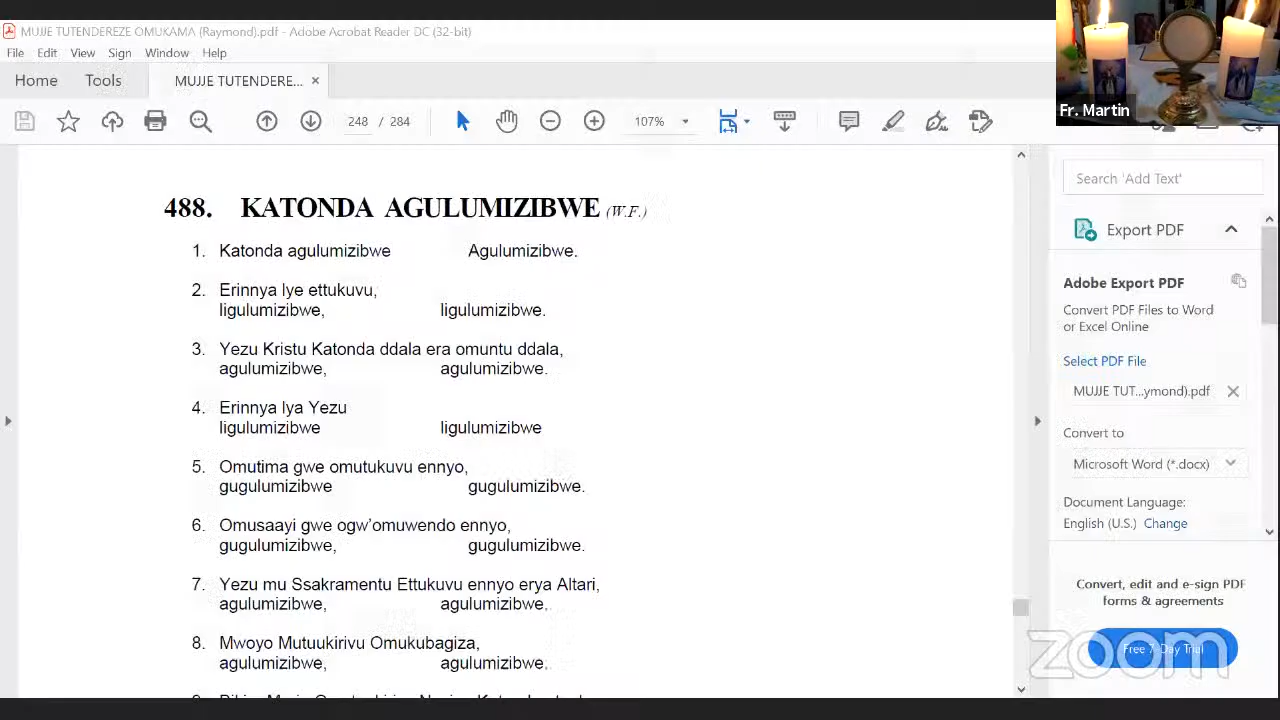 MUJJE TUTENDEREZE OMUKAMA (Raymond).pdf - Adobe Acrobat Reader DC (32-bit)
File Edit View Sign Window Help
Home Tools MUJJE TUTENDERE... ×
248 / 284 107%
Fr. Martin
488. KATONDA AGULUMIZIBWE (W.F.)
1. Katonda agulumizibwe Agulumizibwe.
2. Erinnya lye ettukuvu,
ligulumizibwe, ligulumizibwe.
3. Yezu Kristu Katonda ddala era omuntu ddala,
agulumizibwe, agulumizibwe.
4. Erinnya lya Yezu
ligulumizibwe ligulumizibwe
5. Omutima gwe omutukuvu ennyo,
gugulumizibwe gugulumizibwe.
6. Omusaayi gwe ogw’omuwendo ennyo,
gugulumizibwe, gugulumizibwe.
7. Yezu mu Ssakramentu Ettukuvu ennyo erya Altari,
agulumizibwe, agulumizibwe.
8. Mwoyo Mutuukirivu Omukubagiza,
agulumizibwe, agulumizibwe.
Search 'Add Text'
Export PDF
Adobe Export PDF
Convert PDF Files to Word
or Excel Online
Select PDF File
MUJJE TUT...ymond).pdf
Convert to
Microsoft Word (*.docx)
Document Language:
English (U.S.) Change
Convert, edit and e-sign PDF
forms & agreements
Free 7-Day Trial
zoom